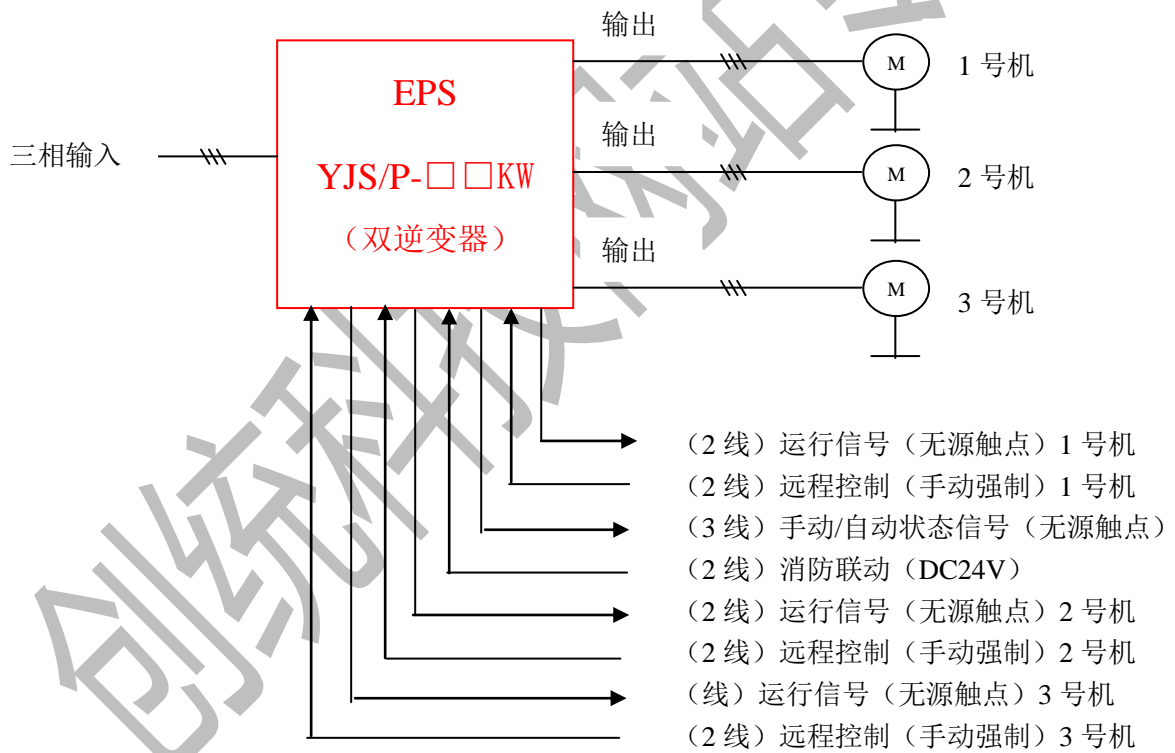 输出
M
1 号机
EPS
输出
三相输入
M
2 号机
YJS/P-□□KW
（双逆变器）
输出
M
3 号机
（2 线）运行信号（无源触点）1 号机
（2 线）远程控制（手动强制）1 号机
（3 线）手动/自动状态信号（无源触点）
（2 线）消防联动（DC24V）
（2 线）运行信号（无源触点）2 号机
（2 线）远程控制（手动强制）2 号机
（线）运行信号（无源触点）3 号机
（2 线）远程控制（手动强制）3 号机
创统科技网站